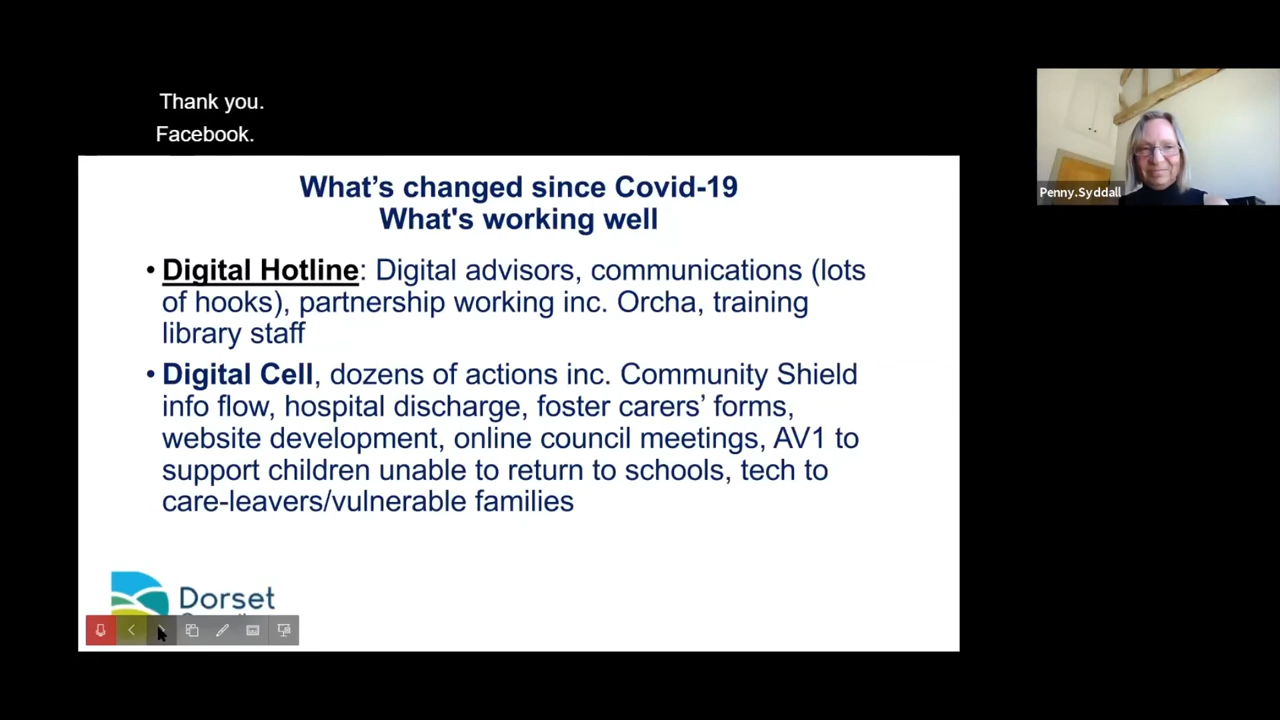 Thank you.
Facebook.
What's changed since Covid-19
What's working well
• Digital Hotline: Digital advisors, communications (lots
of hooks), partnership working inc. Orcha, training
library staff
• Digital Cell, dozens of actions inc. Community Shield
info flow, hospital discharge, foster carers’ forms,
website development, online council meetings, AV1 to
support children unable to return to schools, tech to
care-leavers/vulnerable families
Dorset
Penny.Syddall